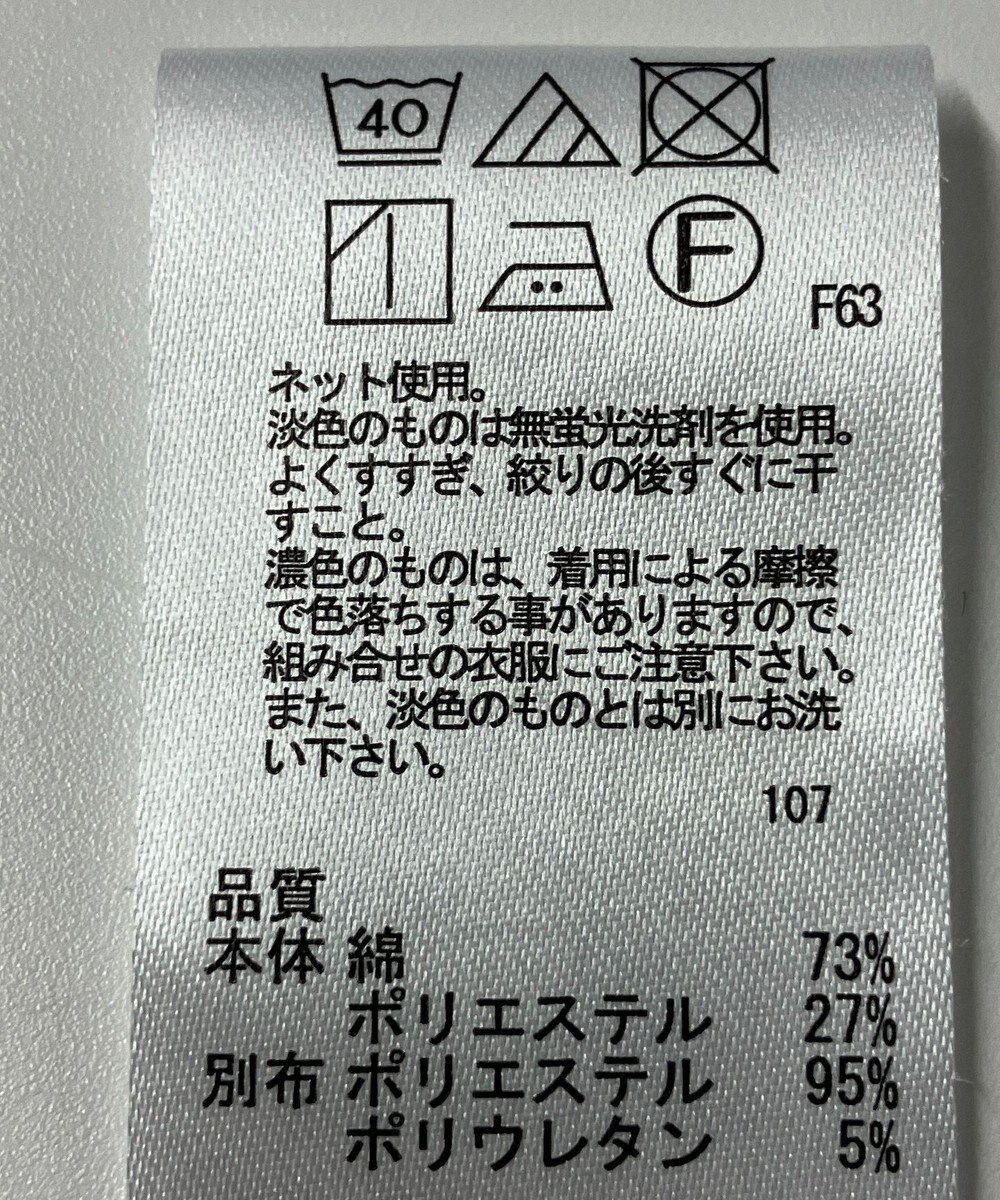 40
F
F63
ネット使用。
淡色のものは無蛍光洗剤を使用。
よくすすぎ、絞りの後すぐに干
すこと。
濃色のものは、着用による摩擦
で色落ちする事がありますので、
組み合せの衣服にご注意下さい。
また、淡色のものとは別にお洗
い下さい。
107
品質
本体 綿 73%
ポリエステル 27%
別布 ポリエステル 95%
ポリウレタン 5%